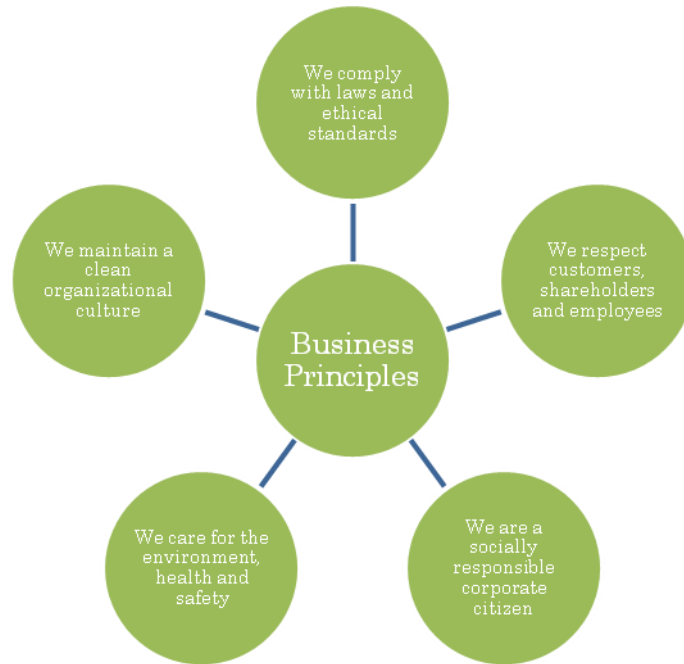 We comply
with laws and
ethical
standards
We respect
customers,
shareholders
and employees
We are a
socially
responsible
corporate
citizen
We care for the
environment,
health and
safety
We maintain a
clean
organizational
culture
Business
Principles